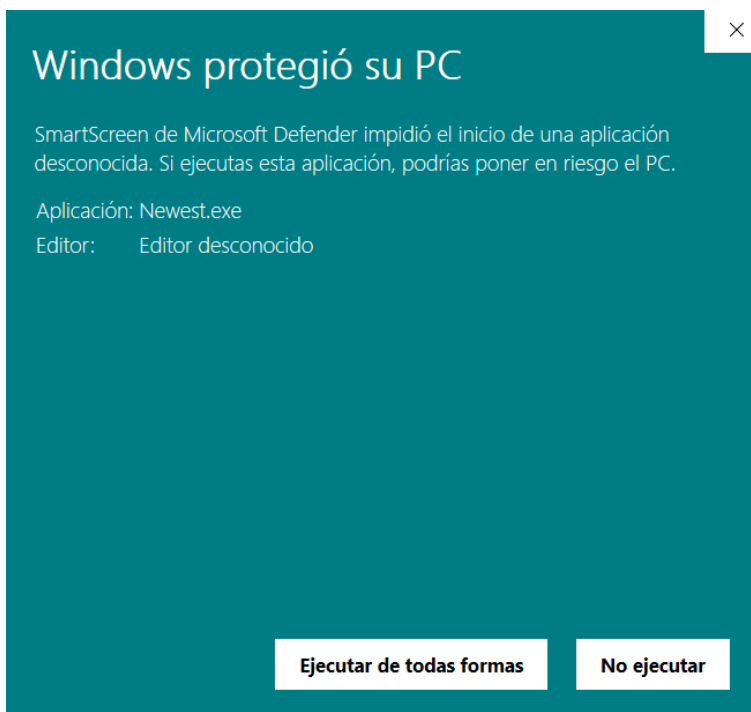 Windows protegió su PC
SmartScreen de Microsoft Defender impidió el inicio de una aplicación
desconocida. Si ejecutas esta aplicación, podrías poner en riesgo el PC.
Aplicación: Newest.exe
Editor: Editor desconocido
Ejecutar de todas formas No ejecutar